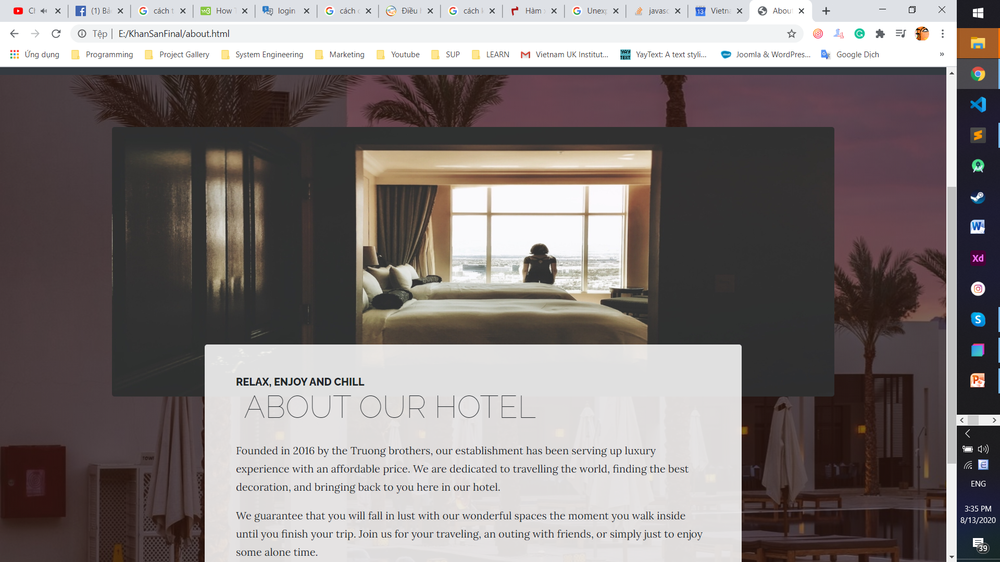 Ch
(1) Bá
cách t
How T
login
cách c
Điều h
cách k
Hàm x
Unexp
javasc
13
Vietna
About
Tệp
E:/KhanSanFinal/about.html
Ứng dụng
Programming
Project Gallery
System Engineering
Marketing
Youtube
SUP
LEARN
Vietnam UK Institut...
YAY TEXT
YayText: A text styli...
cloud
Joomla & WordPres...
Google Dịch
»
RELAX, ENJOY AND CHILL
ABOUT OUR HOTEL
Founded in 2016 by the Truong brothers, our establishment has been serving up luxury
experience with an affordable price. We are dedicated to travelling the world, finding the best
decoration, and bringing back to you here in our hotel.
We guarantee that you will fall in lust with our wonderful spaces the moment you walk inside
until you finish your trip. Join us for your traveling, an outing with friends, or simply just to enjoy
some alone time.
Xd
ENG
3:35 PM
8/13/2020
39